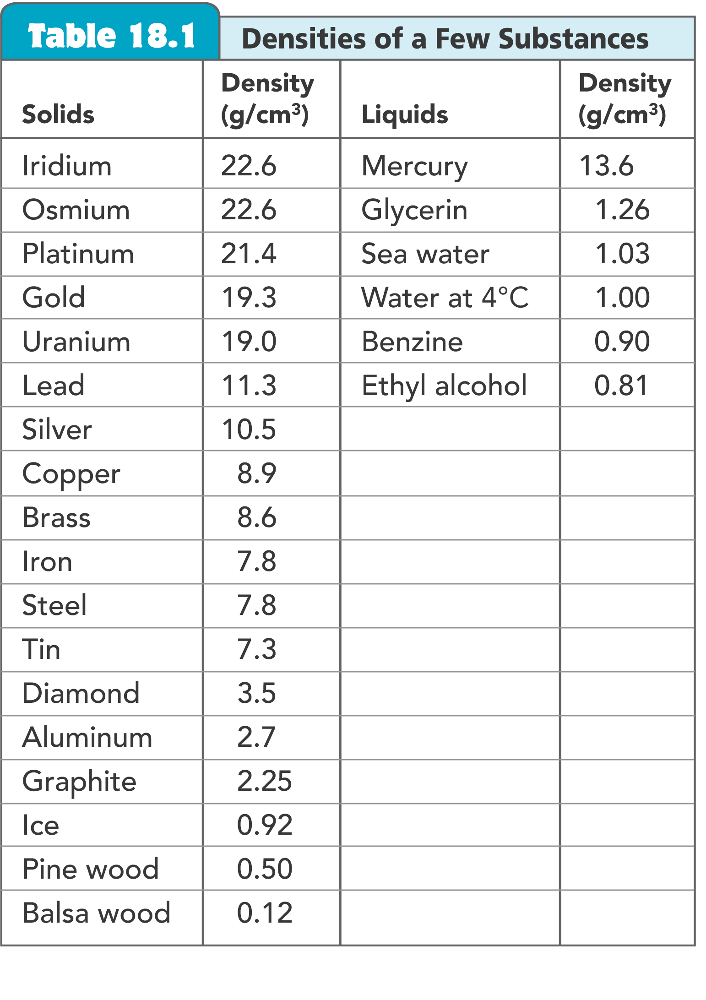 Table 18.1 Densities of a Few Substances
Density Density
Solids (g/cm³) Liquids (g/cm³)
Iridium 22.6 Mercury 13.6
Osmium 22.6 Glycerin 1.26
Platinum 21.4 Sea water 1.03
Gold 19.3 Water at 4°C 1.00
Uranium 19.0 Benzine 0.90
Lead 11.3 Ethyl alcohol 0.81
Silver 10.5
Copper 8.9
Brass 8.6
Iron 7.8
Steel 7.8
Tin 7.3
Diamond 3.5
Aluminum 2.7
Graphite 2.25
Ice 0.92
Pine wood 0.50
Balsa wood 0.12